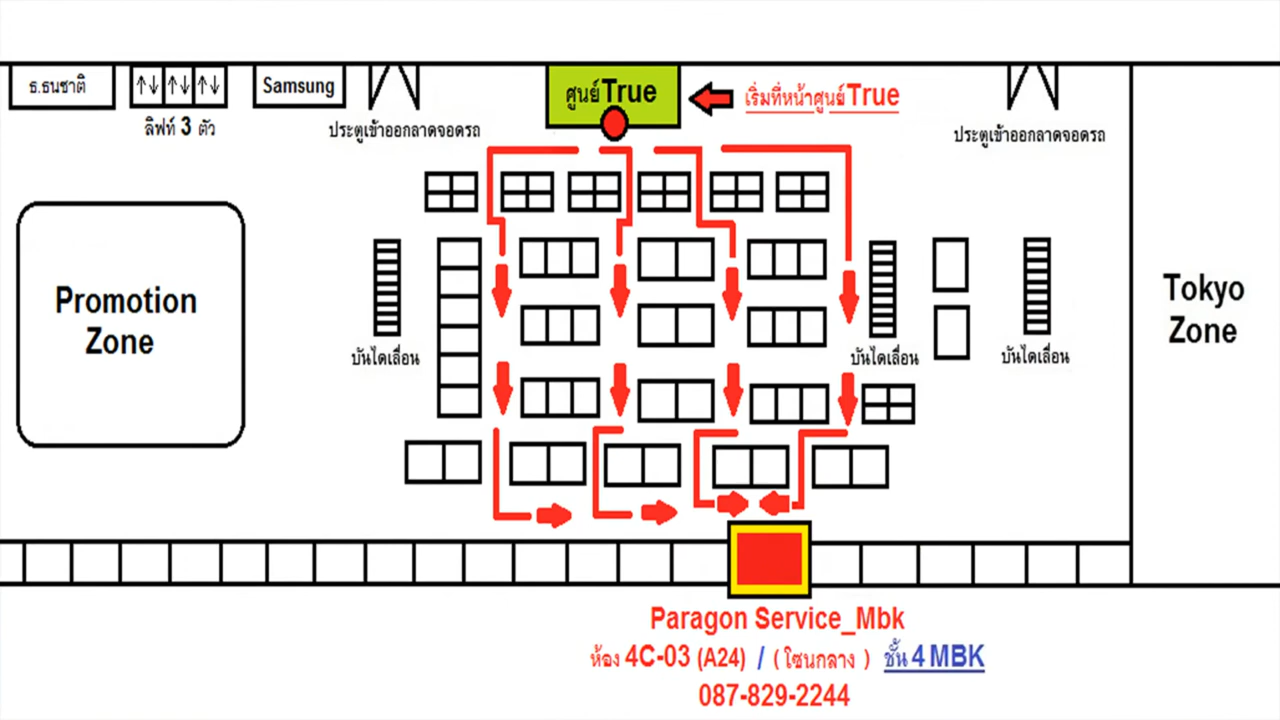 ธ.ธนชาติ
Samsung
ลิฟท์ 3 ตัว
ประตูเข้าออกลาดจอดรถ
ศูนย์True
เริ่มที่หน้าศูนย์True
ประตูเข้าออกลาดจอดรถ
Promotion
Zone
บันไดเลื่อน
บันไดเลื่อน
บันไดเลื่อน
Tokyo
Zone
Paragon Service_Mbk
ห้อง 4C-03 (A24) / ( โซนกลาง ) ชั้น 4 MBK
087-829-2244